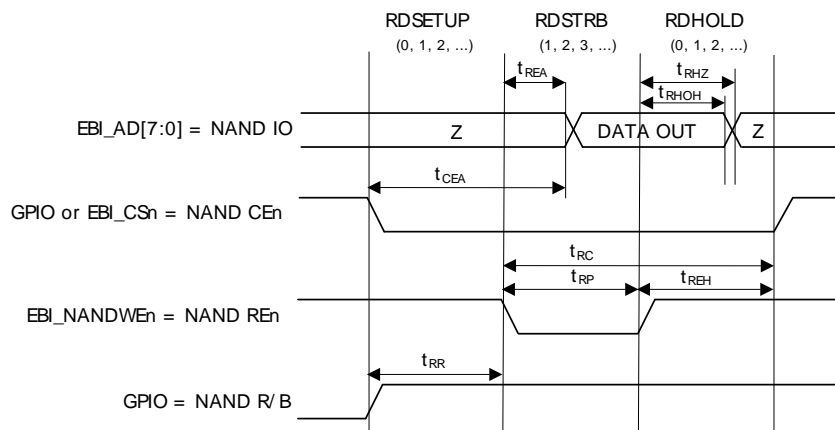 RDSETUP RDSTRB RDHOLD
(0, 1, 2, ...) (1, 2, 3, ...) (0, 1, 2, ...)
tREA tRHZ
tRHOH
EBI_AD[7:0] = NAND IO Z DATA OUT Z
tCEA
GPIO or EBI_CSn = NAND CEn
tRC
tRP tREH
EBI_NANDWEn = NAND REn
tRR
GPIO = NAND R/B